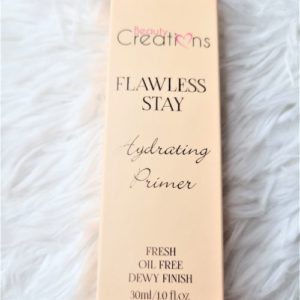 Beauty
Creations
FLAWLESS
STAY
Hydrating
Primer
FRESH
OIL FREE
DEWY FINISH
30ml/1.0 fl.oz